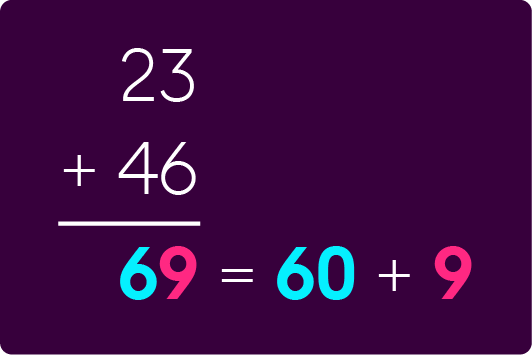 23
+ 46
69 = 60 + 9